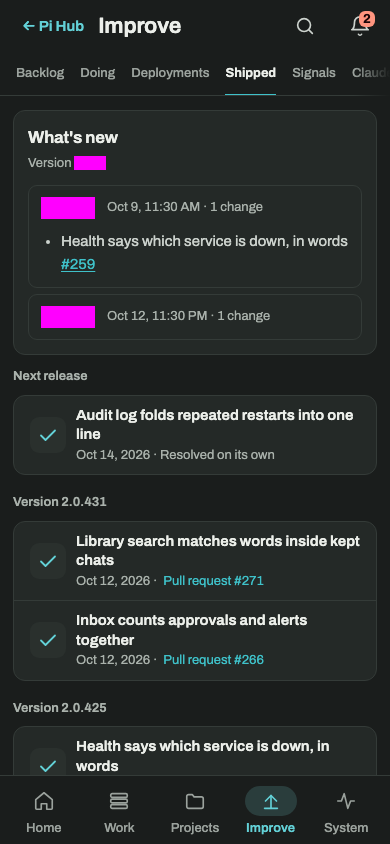 ← Pi Hub Improve
2
Backlog Doing Deployments Shipped Signals Claud
What's new
Version
Oct 9, 11:30 AM · 1 change
• Health says which service is down, in words
#259
Oct 12, 11:30 PM · 1 change
Next release
Audit log folds repeated restarts into one
line
Oct 14, 2026 · Resolved on its own
Version 2.0.431
Library search matches words inside kept
chats
Oct 12, 2026 · Pull request #271
Inbox counts approvals and alerts
together
Oct 12, 2026 · Pull request #266
Version 2.0.425
Health says which service is down, in
words
Home Work Projects Improve System